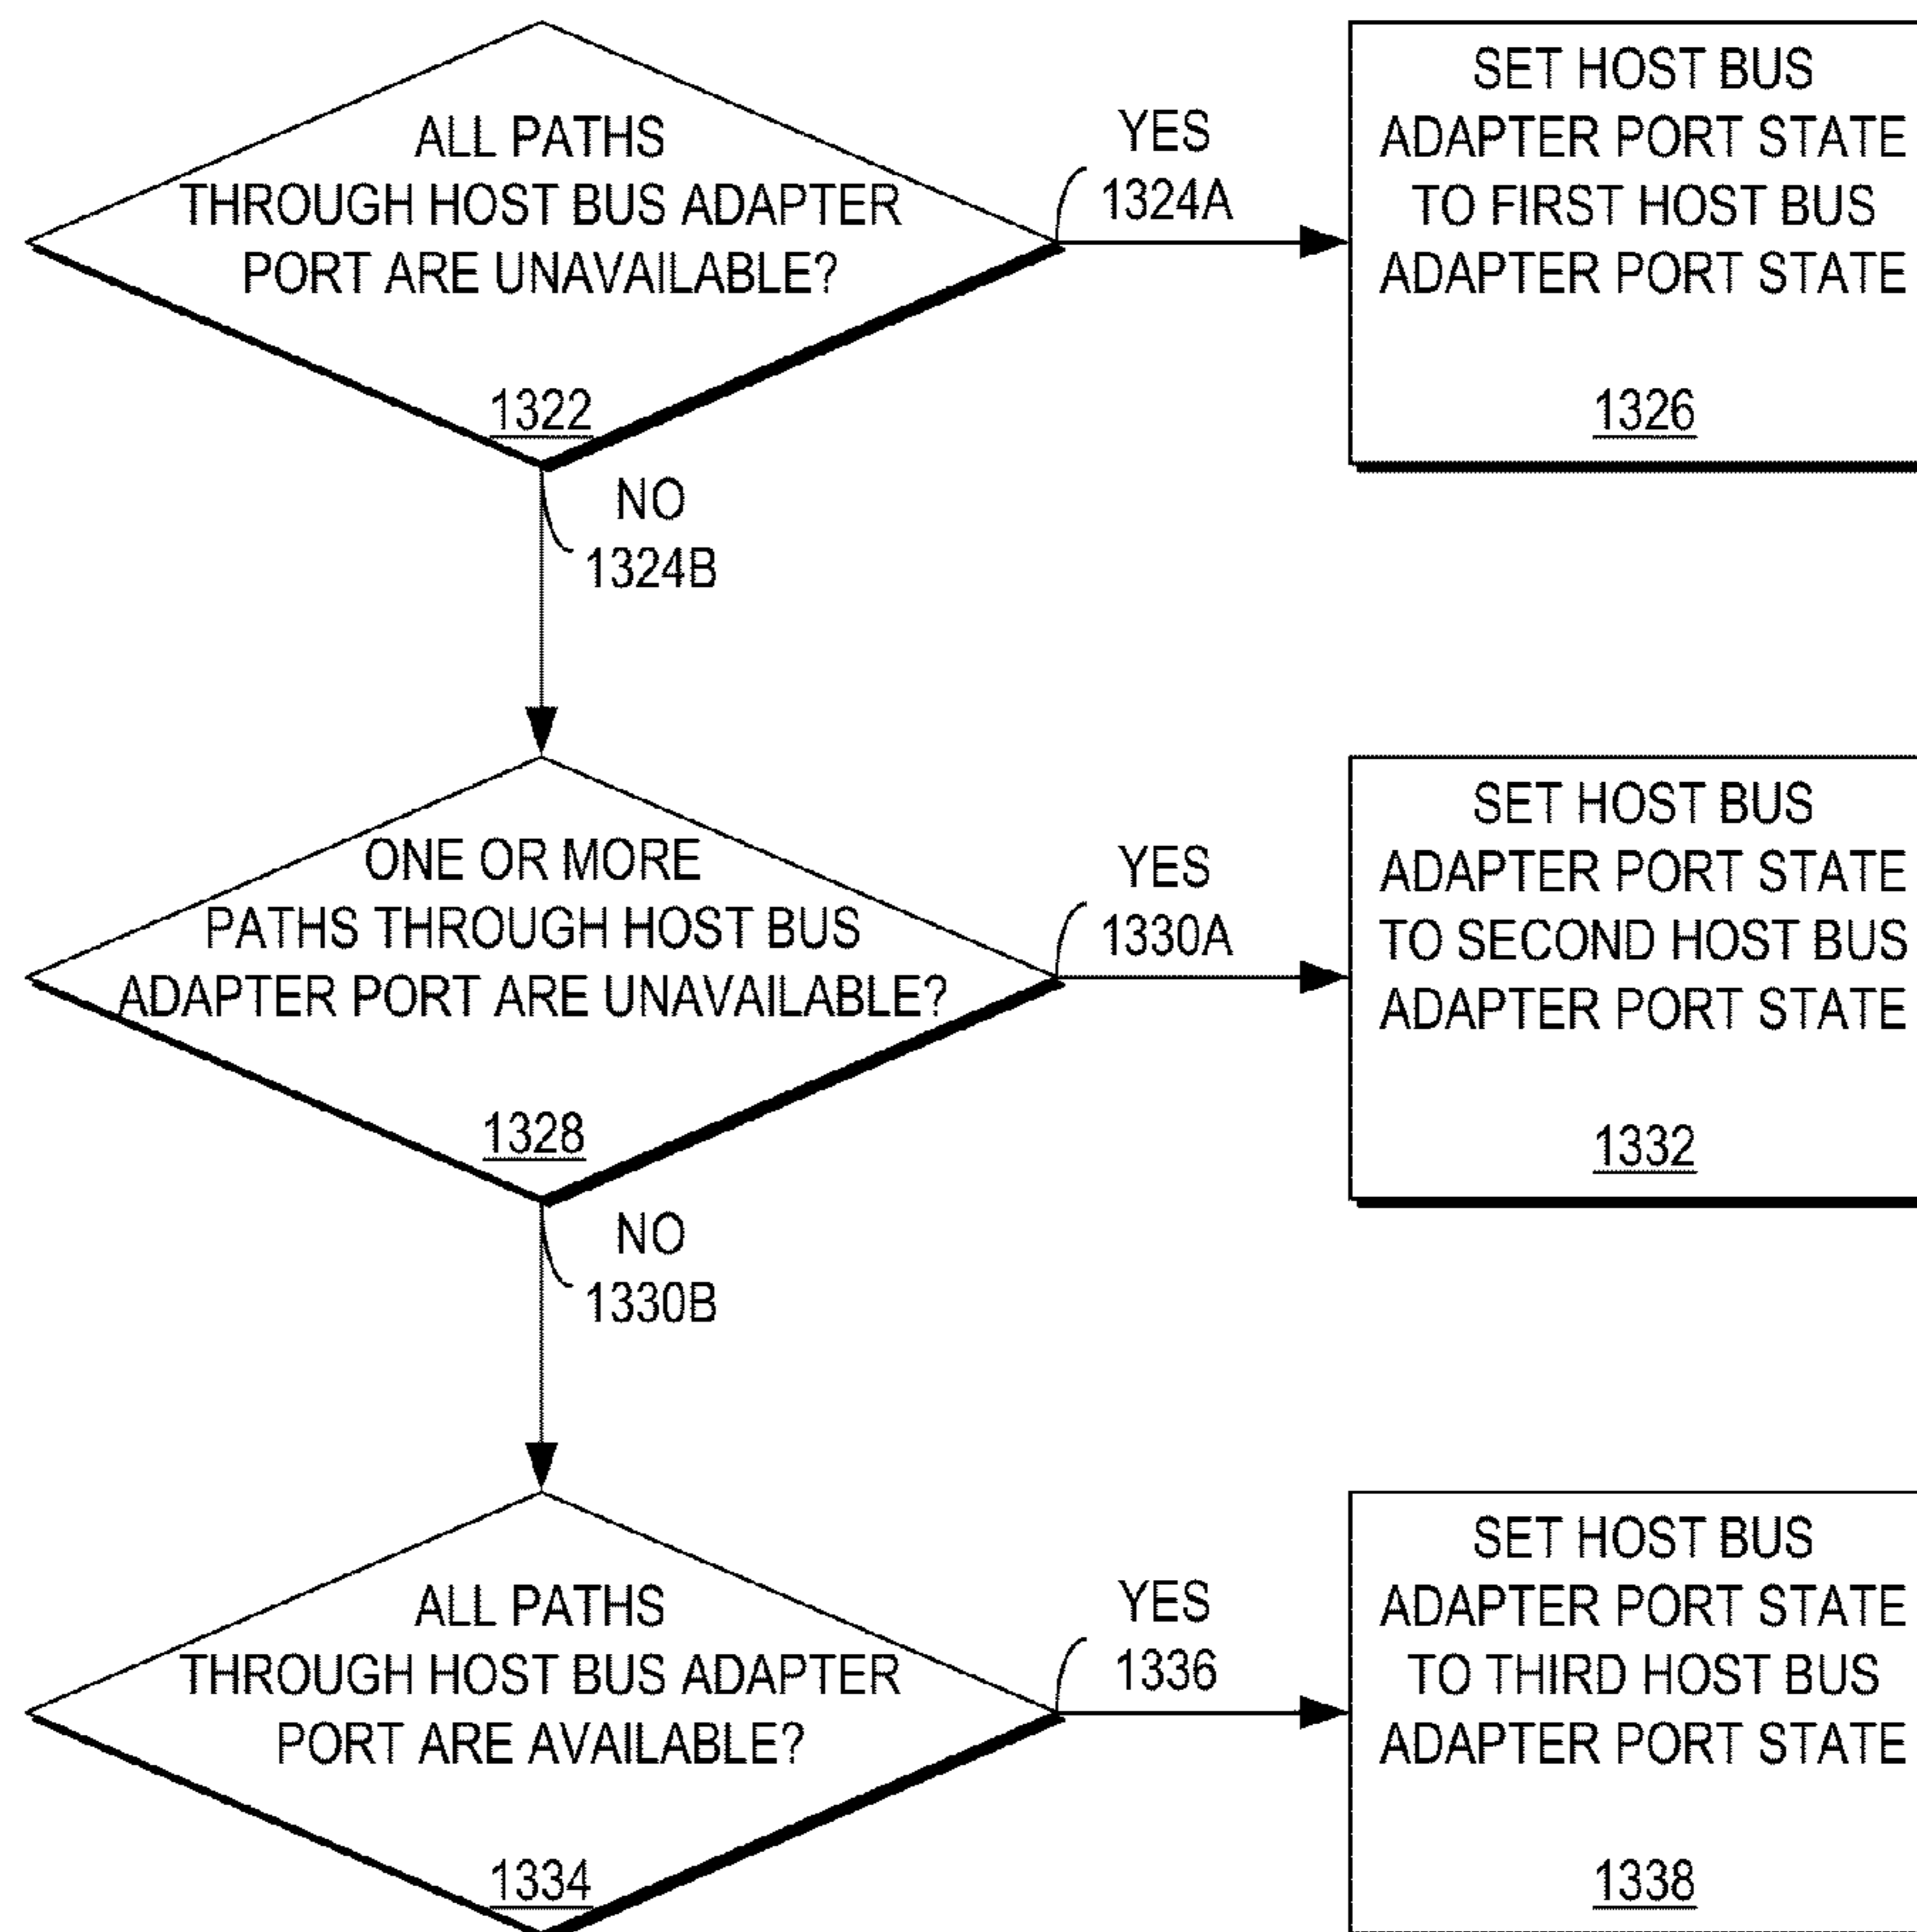 ALL PATHS
THROUGH HOST BUS ADAPTER
PORT ARE UNAVAILABLE?
1322
YES
1324A
SET HOST BUS
ADAPTER PORT STATE
TO FIRST HOST BUS
ADAPTER PORT STATE
1326
NO
1324B
ONE OR MORE
PATHS THROUGH HOST BUS
ADAPTER PORT ARE UNAVAILABLE?
1328
YES
1330A
SET HOST BUS
ADAPTER PORT STATE
TO SECOND HOST BUS
ADAPTER PORT STATE
1332
NO
1330B
ALL PATHS
THROUGH HOST BUS ADAPTER
PORT ARE AVAILABLE?
1334
YES
1336
SET HOST BUS
ADAPTER PORT STATE
TO THIRD HOST BUS
ADAPTER PORT STATE
1338